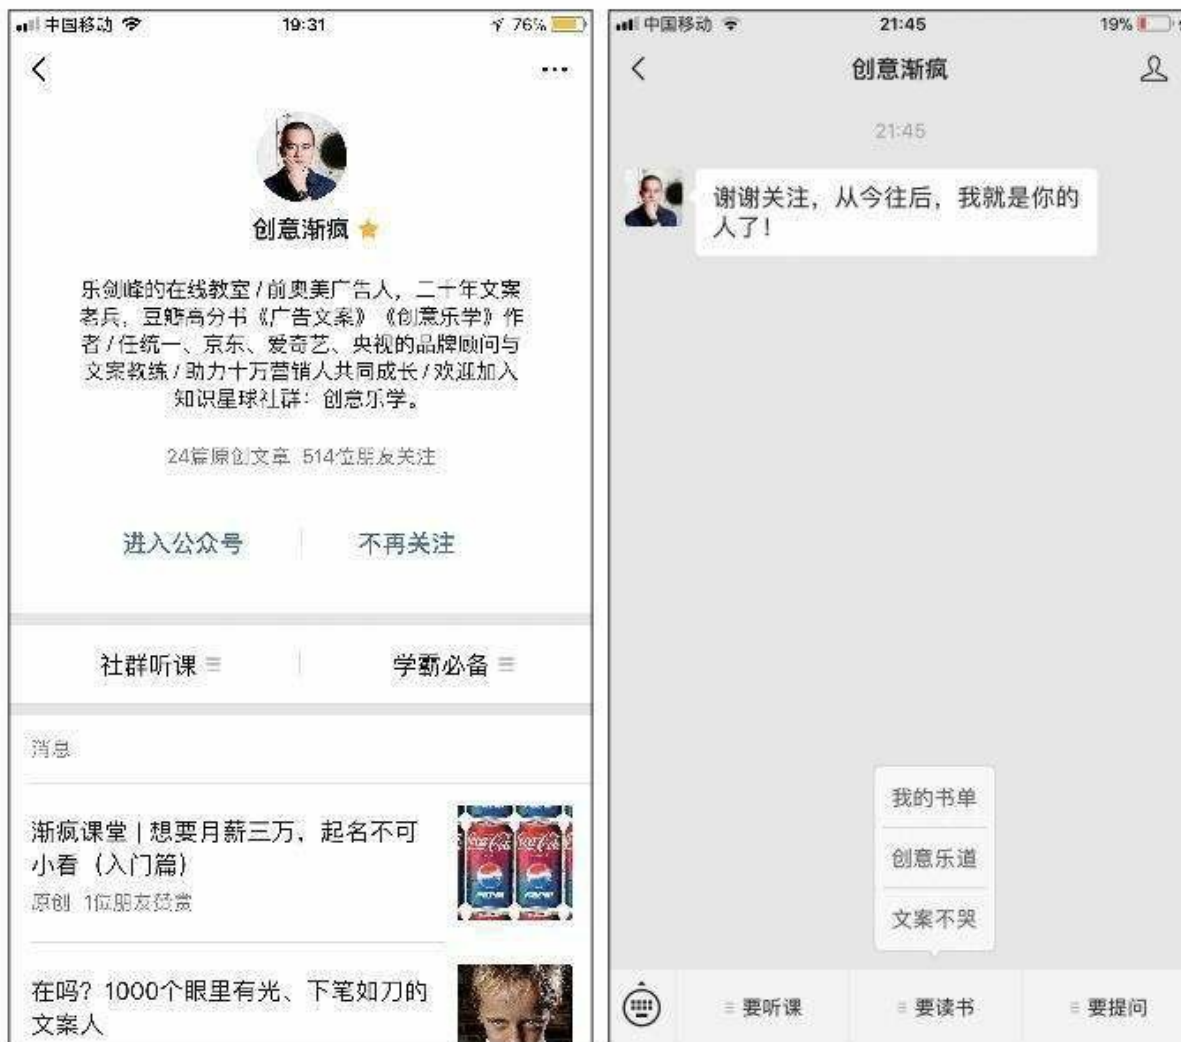 中国移动
19:31
76%
创意渐疯
乐剑峰的在线教室 / 前奥美广告人，二十年文案
老兵，豆瓣高分书《广告文案》《创意乐学》作
者 / 任统一、京东、爱奇艺、央视的品牌顾问与
文案教练 / 助力十万营销人共同成长 / 欢迎加入
知识星球社群：创意乐学。
24篇原创文章 514位朋友关注
进入公众号
不再关注
社群听课
学霸必备
消息
渐疯课堂 | 想要月薪三万，起名不可
小看（入门篇）
原创 1位朋友赞赏
在吗？1000个眼里有光、下笔如刀的
文案人
中国移动
21:45
19%
创意渐疯
21:45
谢谢关注，从今往后，我就是你的
人了！
我的书单
创意乐道
文案不哭
要听课
要读书
要提问